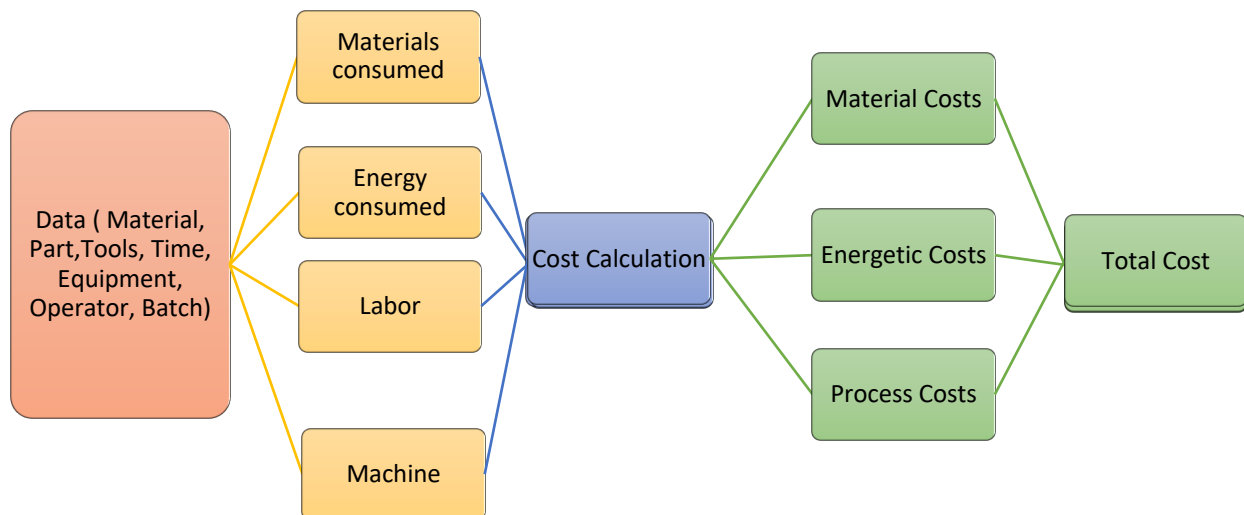 Data ( Material,
Part,Tools, Time,
Equipment,
Operator, Batch)
Materials
consumed
Energy
consumed
Labor
Machine
Cost Calculation
Material Costs
Energetic Costs
Process Costs
Total Cost